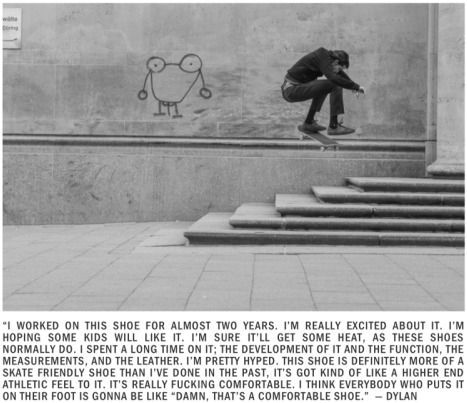 wälte
Döring
"I WORKED ON THIS SHOE FOR ALMOST TWO YEARS. I'M REALLY EXCITED ABOUT IT. I'M
HOPING SOME KIDS WILL LIKE IT. I'M SURE IT'LL GET SOME HEAT, AS THESE SHOES
NORMALLY DO. I SPENT A LONG TIME ON IT; THE DEVELOPMENT OF IT AND THE FUNCTION, THE
MEASUREMENTS, AND THE LEATHER. I'M PRETTY HYPED. THIS SHOE IS DEFINITELY MORE OF A
SKATE FRIENDLY SHOE THAN I'VE DONE IN THE PAST, IT'S GOT KIND OF LIKE A HIGHER END
ATHLETIC FEEL TO IT. IT'S REALLY FUCKING COMFORTABLE. I THINK EVERYBODY WHO PUTS IT
ON THEIR FOOT IS GONNA BE LIKE "DAMN, THAT'S A COMFORTABLE SHOE." — DYLAN